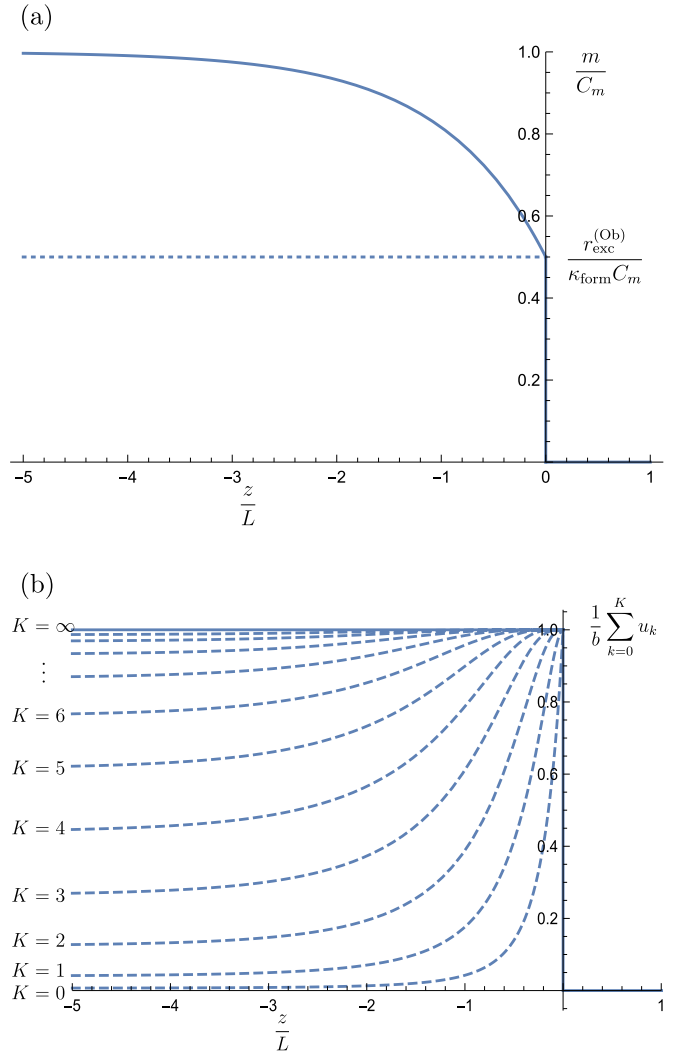 (a)
1.0
m
C_m
0.8
0.6
r_exc^(Ob)
κ_form C_m
0.4
0.2
−5 −4 −3 −2 −1 0 1
z
L
(b)
K = ∞ 1.0
1/b ∑_{k=0}^{K} u_k
0.8
⋮
K = 6
K = 5
0.6
K = 4
0.4
K = 3
0.2
K = 2
K = 1
K = 0
−5 −4 −3 −2 −1 1
z
L